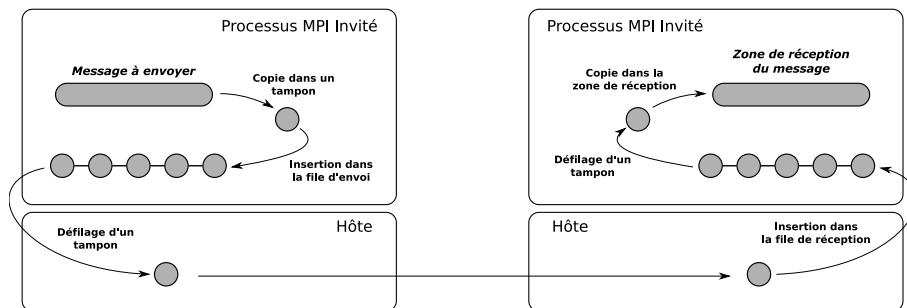 Processus MPI Invité
Message à envoyer
Copie dans un
tampon
Insertion dans
la file d'envoi
Hôte
Défilage d'un
tampon
Processus MPI Invité
Zone de réception
du message
Copie dans la
zone de réception
Défilage d'un
tampon
Hôte
Insertion dans
la file de réception